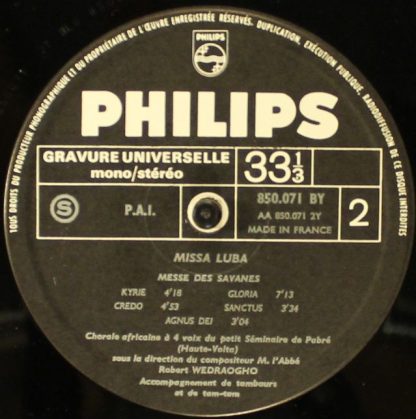 TOUS DROITS DU PRODUCTEUR PHONOGRAPHIQUE ET DU PROPRIÉTAIRE DE L'ŒUVRE ENREGISTRÉE RÉSERVÉS. DUPLICATION, EXÉCUTION PUBLIQUE, RADIODIFFUSION DE CE DISQUE INTERDITES
PHILIPS
PHILIPS
GRAVURE UNIVERSELLE
mono/stéréo
33 1/3
S
P.A.I.
850.071 BY
AA 850.071 2Y
MADE IN FRANCE
2
MISSA LUBA
MESSE DES SAVANES
KYRIE 4'18 GLORIA 7'13
CREDO 4'53 SANCTUS 3'34
AGNUS DEI 3'04
Chorale africaine à 4 voix du petit Séminaire de Pabré
(Haute-Volta)
sous la direction du compositeur M. l'Abbé
Robert WEDRAOGHO
Accompagnement de tambours
et de tam-tam